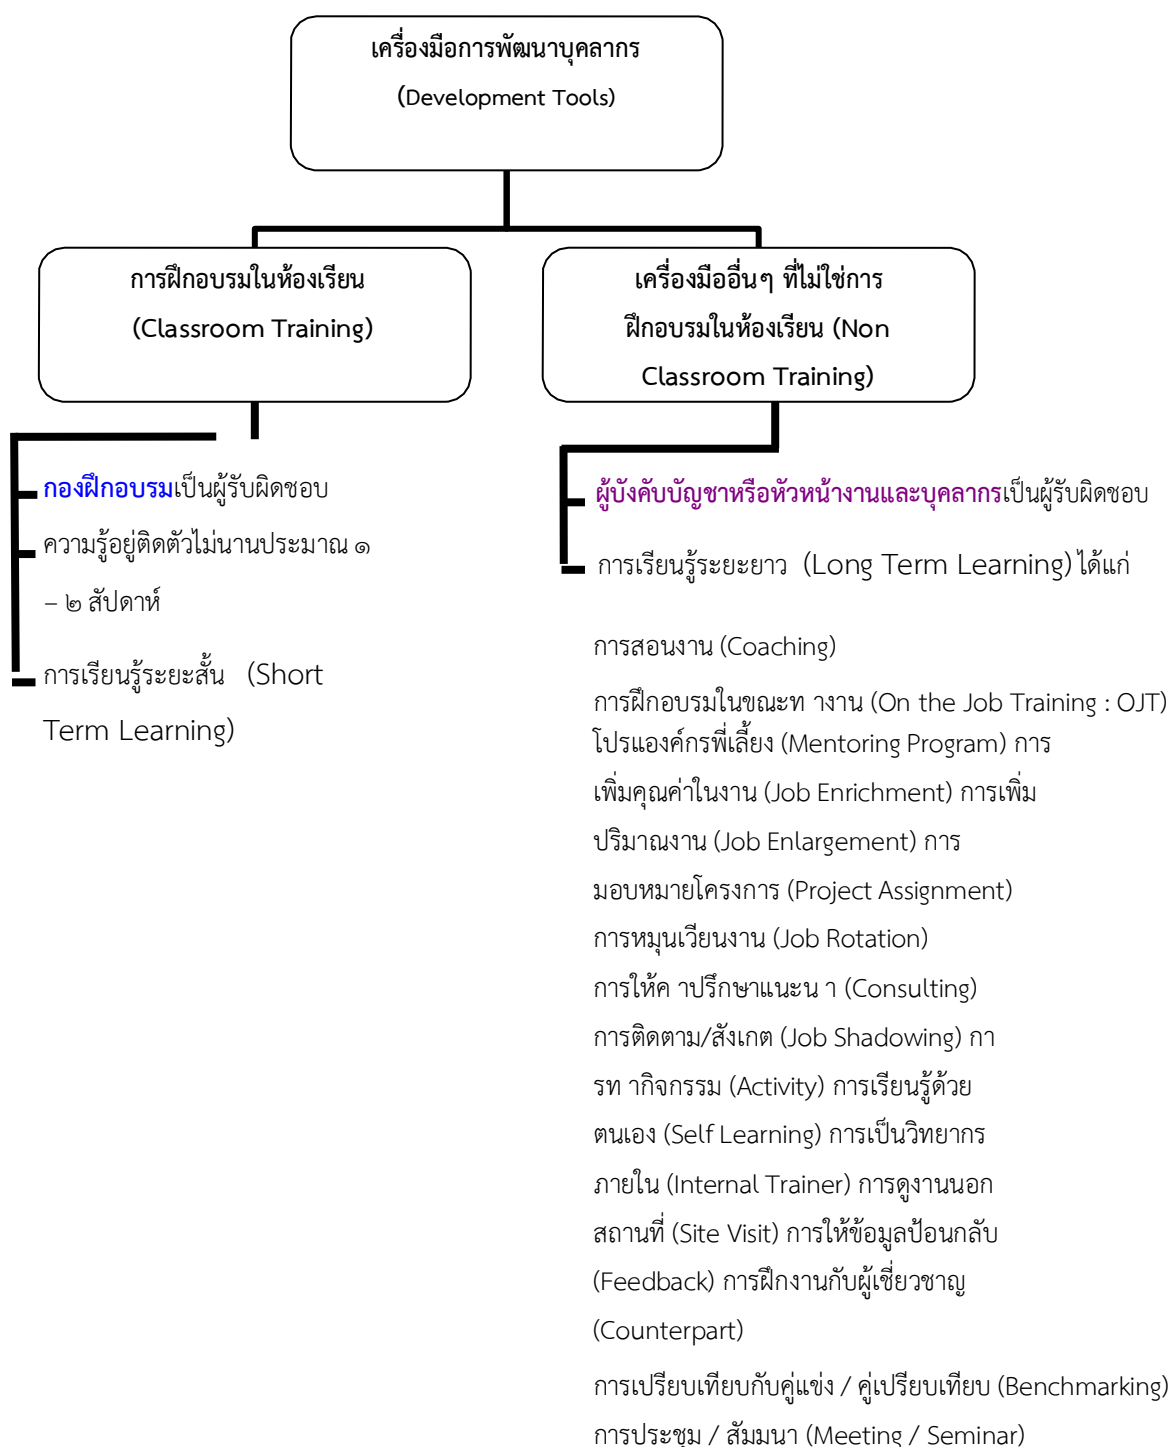 เครื่องมือการพัฒนาบุคลากร
(Development Tools)
การฝึกอบรมในห้องเรียน
(Classroom Training)
เครื่องมืออื่นๆ ที่ไม่ใช่การ
ฝึกอบรมในห้องเรียน (Non
Classroom Training)
กองฝึกอบรมเป็นผู้รับผิดชอบ
ความรู้อยู่ติดตัวไม่นานประมาณ ๑
– ๒ สัปดาห์
การเรียนรู้ระยะสั้น (Short
Term Learning)
ผู้บังคับบัญชาหรือหัวหน้างานและบุคลากรเป็นผู้รับผิดชอบ
การเรียนรู้ระยะยาว (Long Term Learning) ได้แก่
การสอนงาน (Coaching)
การฝึกอบรมในขณะท างาน (On the Job Training : OJT)
โปรแองค์กรพี่เลี้ยง (Mentoring Program) การ
เพิ่มคุณค่าในงาน (Job Enrichment) การเพิ่ม
ปริมาณงาน (Job Enlargement) การ
มอบหมายโครงการ (Project Assignment)
การหมุนเวียนงาน (Job Rotation)
การให้ค าปรึกษาแนะน า (Consulting)
การติดตาม/สังเกต (Job Shadowing) กา
รท ากิจกรรม (Activity) การเรียนรู้ด้วย
ตนเอง (Self Learning) การเป็นวิทยากร
ภายใน (Internal Trainer) การดูงานนอก
สถานที่ (Site Visit) การให้ข้อมูลป้อนกลับ
(Feedback) การฝึกงานกับผู้เชี่ยวชาญ
(Counterpart)
การเปรียบเทียบกับคู่แข่ง / คู่เปรียบเทียบ (Benchmarking)
การประชุม / สัมมนา (Meeting / Seminar)